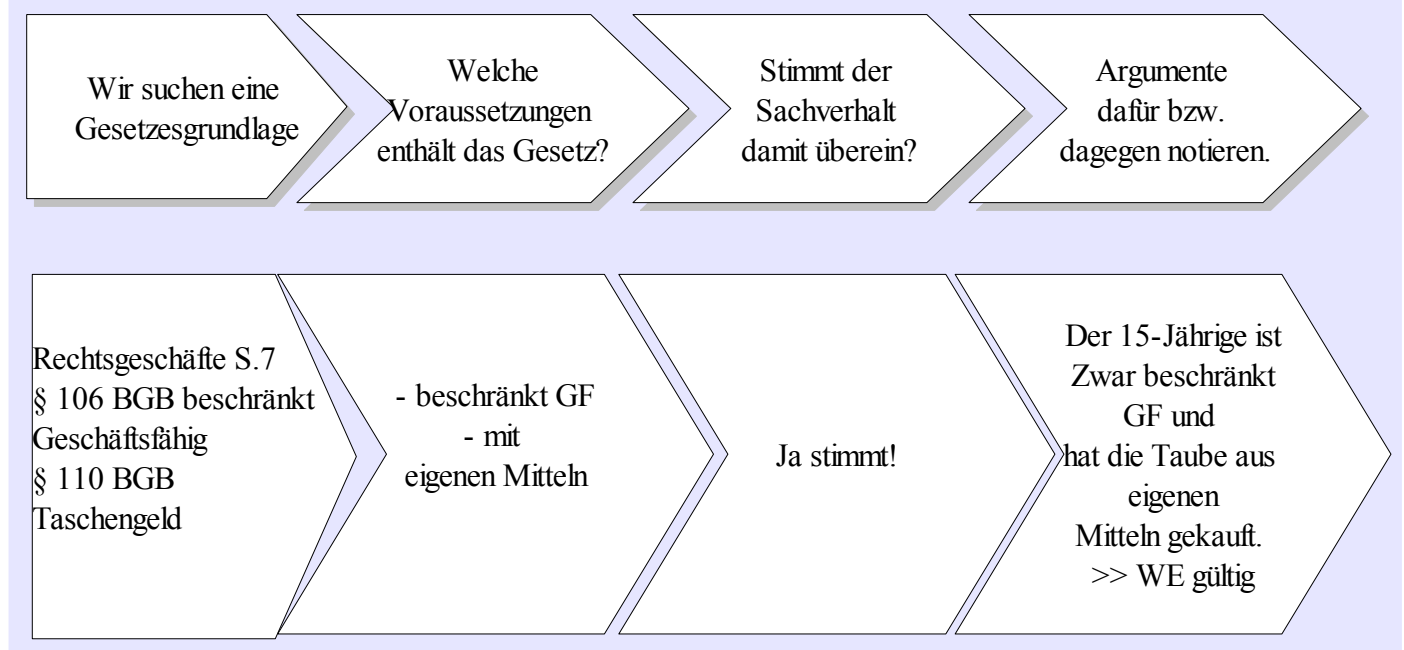 Wir suchen eine
Gesetzesgrundlage
Welche
Voraussetzungen
enthält das Gesetz?
Stimmt der
Sachverhalt
damit überein?
Argumente
dafür bzw.
dagegen notieren.
Rechtsgeschäfte S.7
§ 106 BGB beschränkt
Geschäftsfähig
§ 110 BGB
Taschengeld
- beschränkt GF
- mit
eigenen Mitteln
Ja stimmt!
Der 15-Jährige ist
Zwar beschränkt
GF und
hat die Taube aus
eigenen
Mitteln gekauft.
>> WE gültig